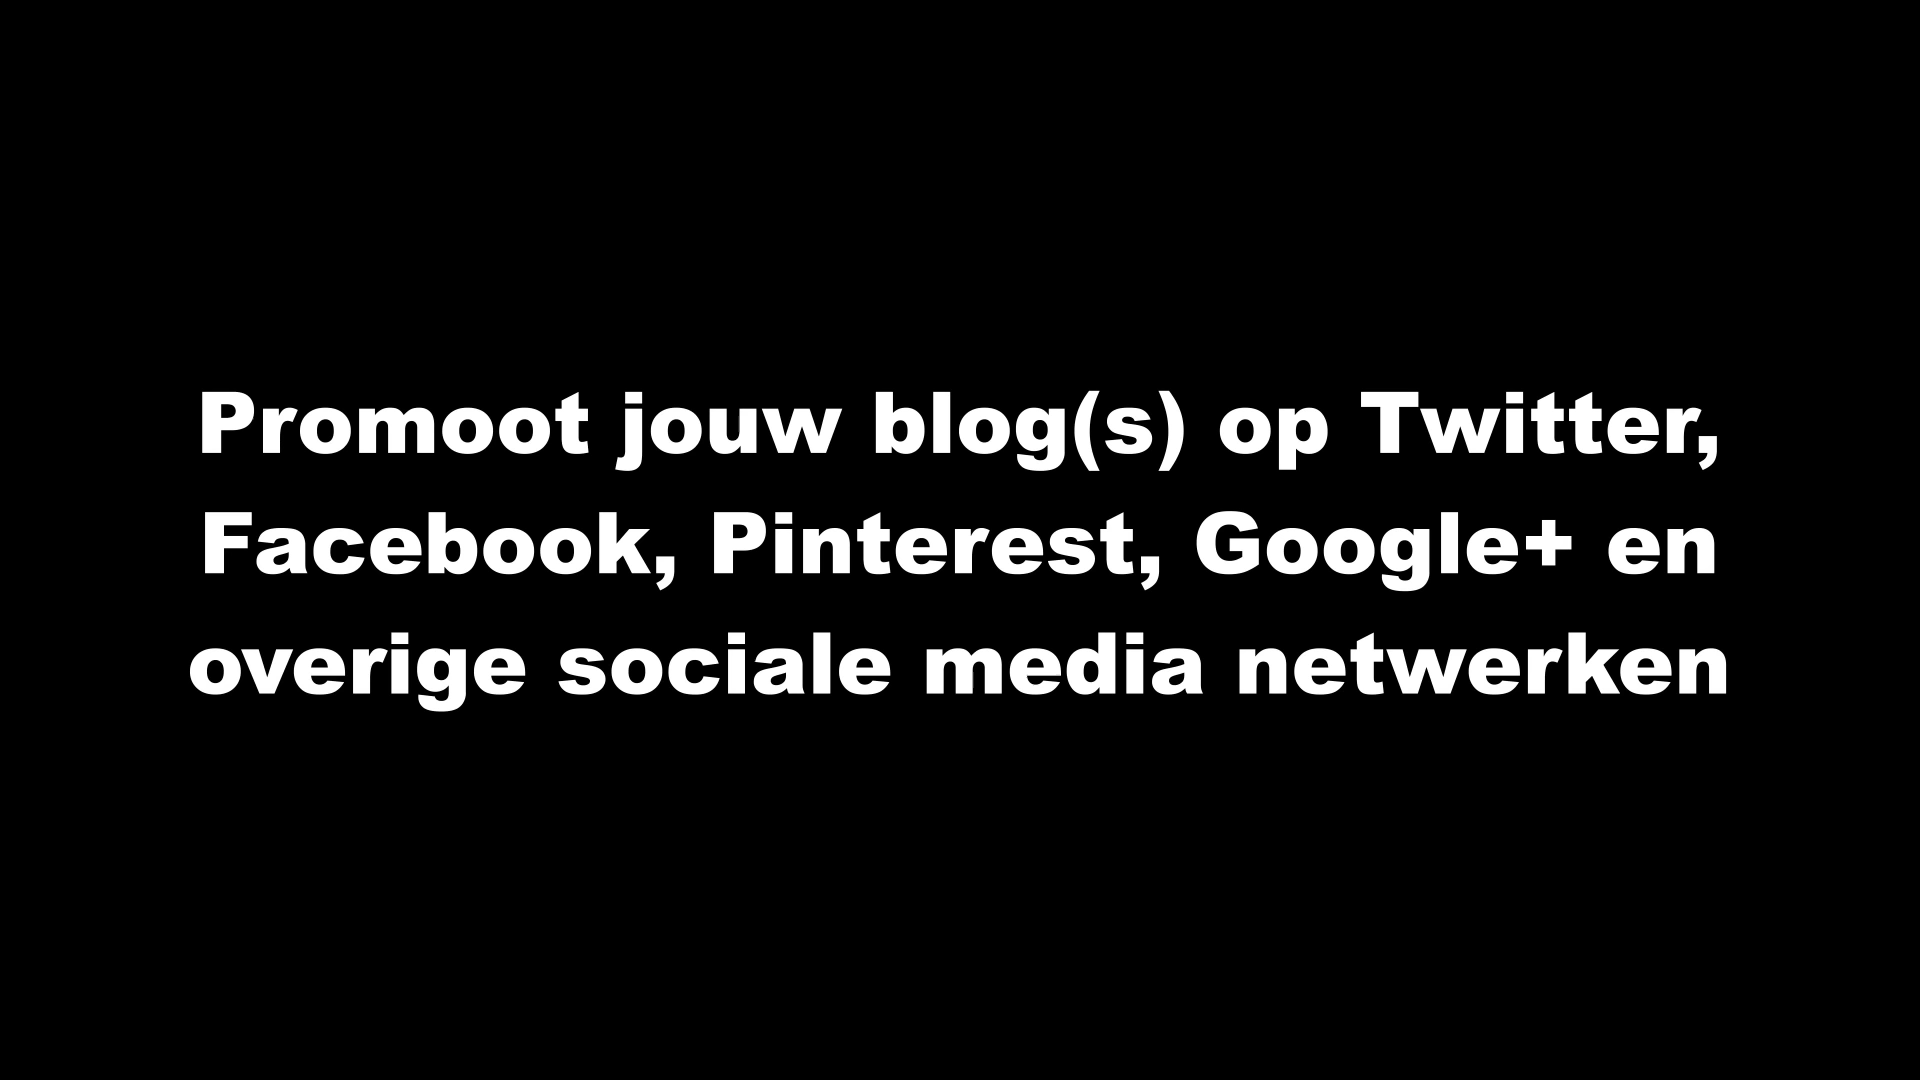 Promoot jouw blog(s) op Twitter,
Facebook, Pinterest, Google+ en
overige sociale media netwerken